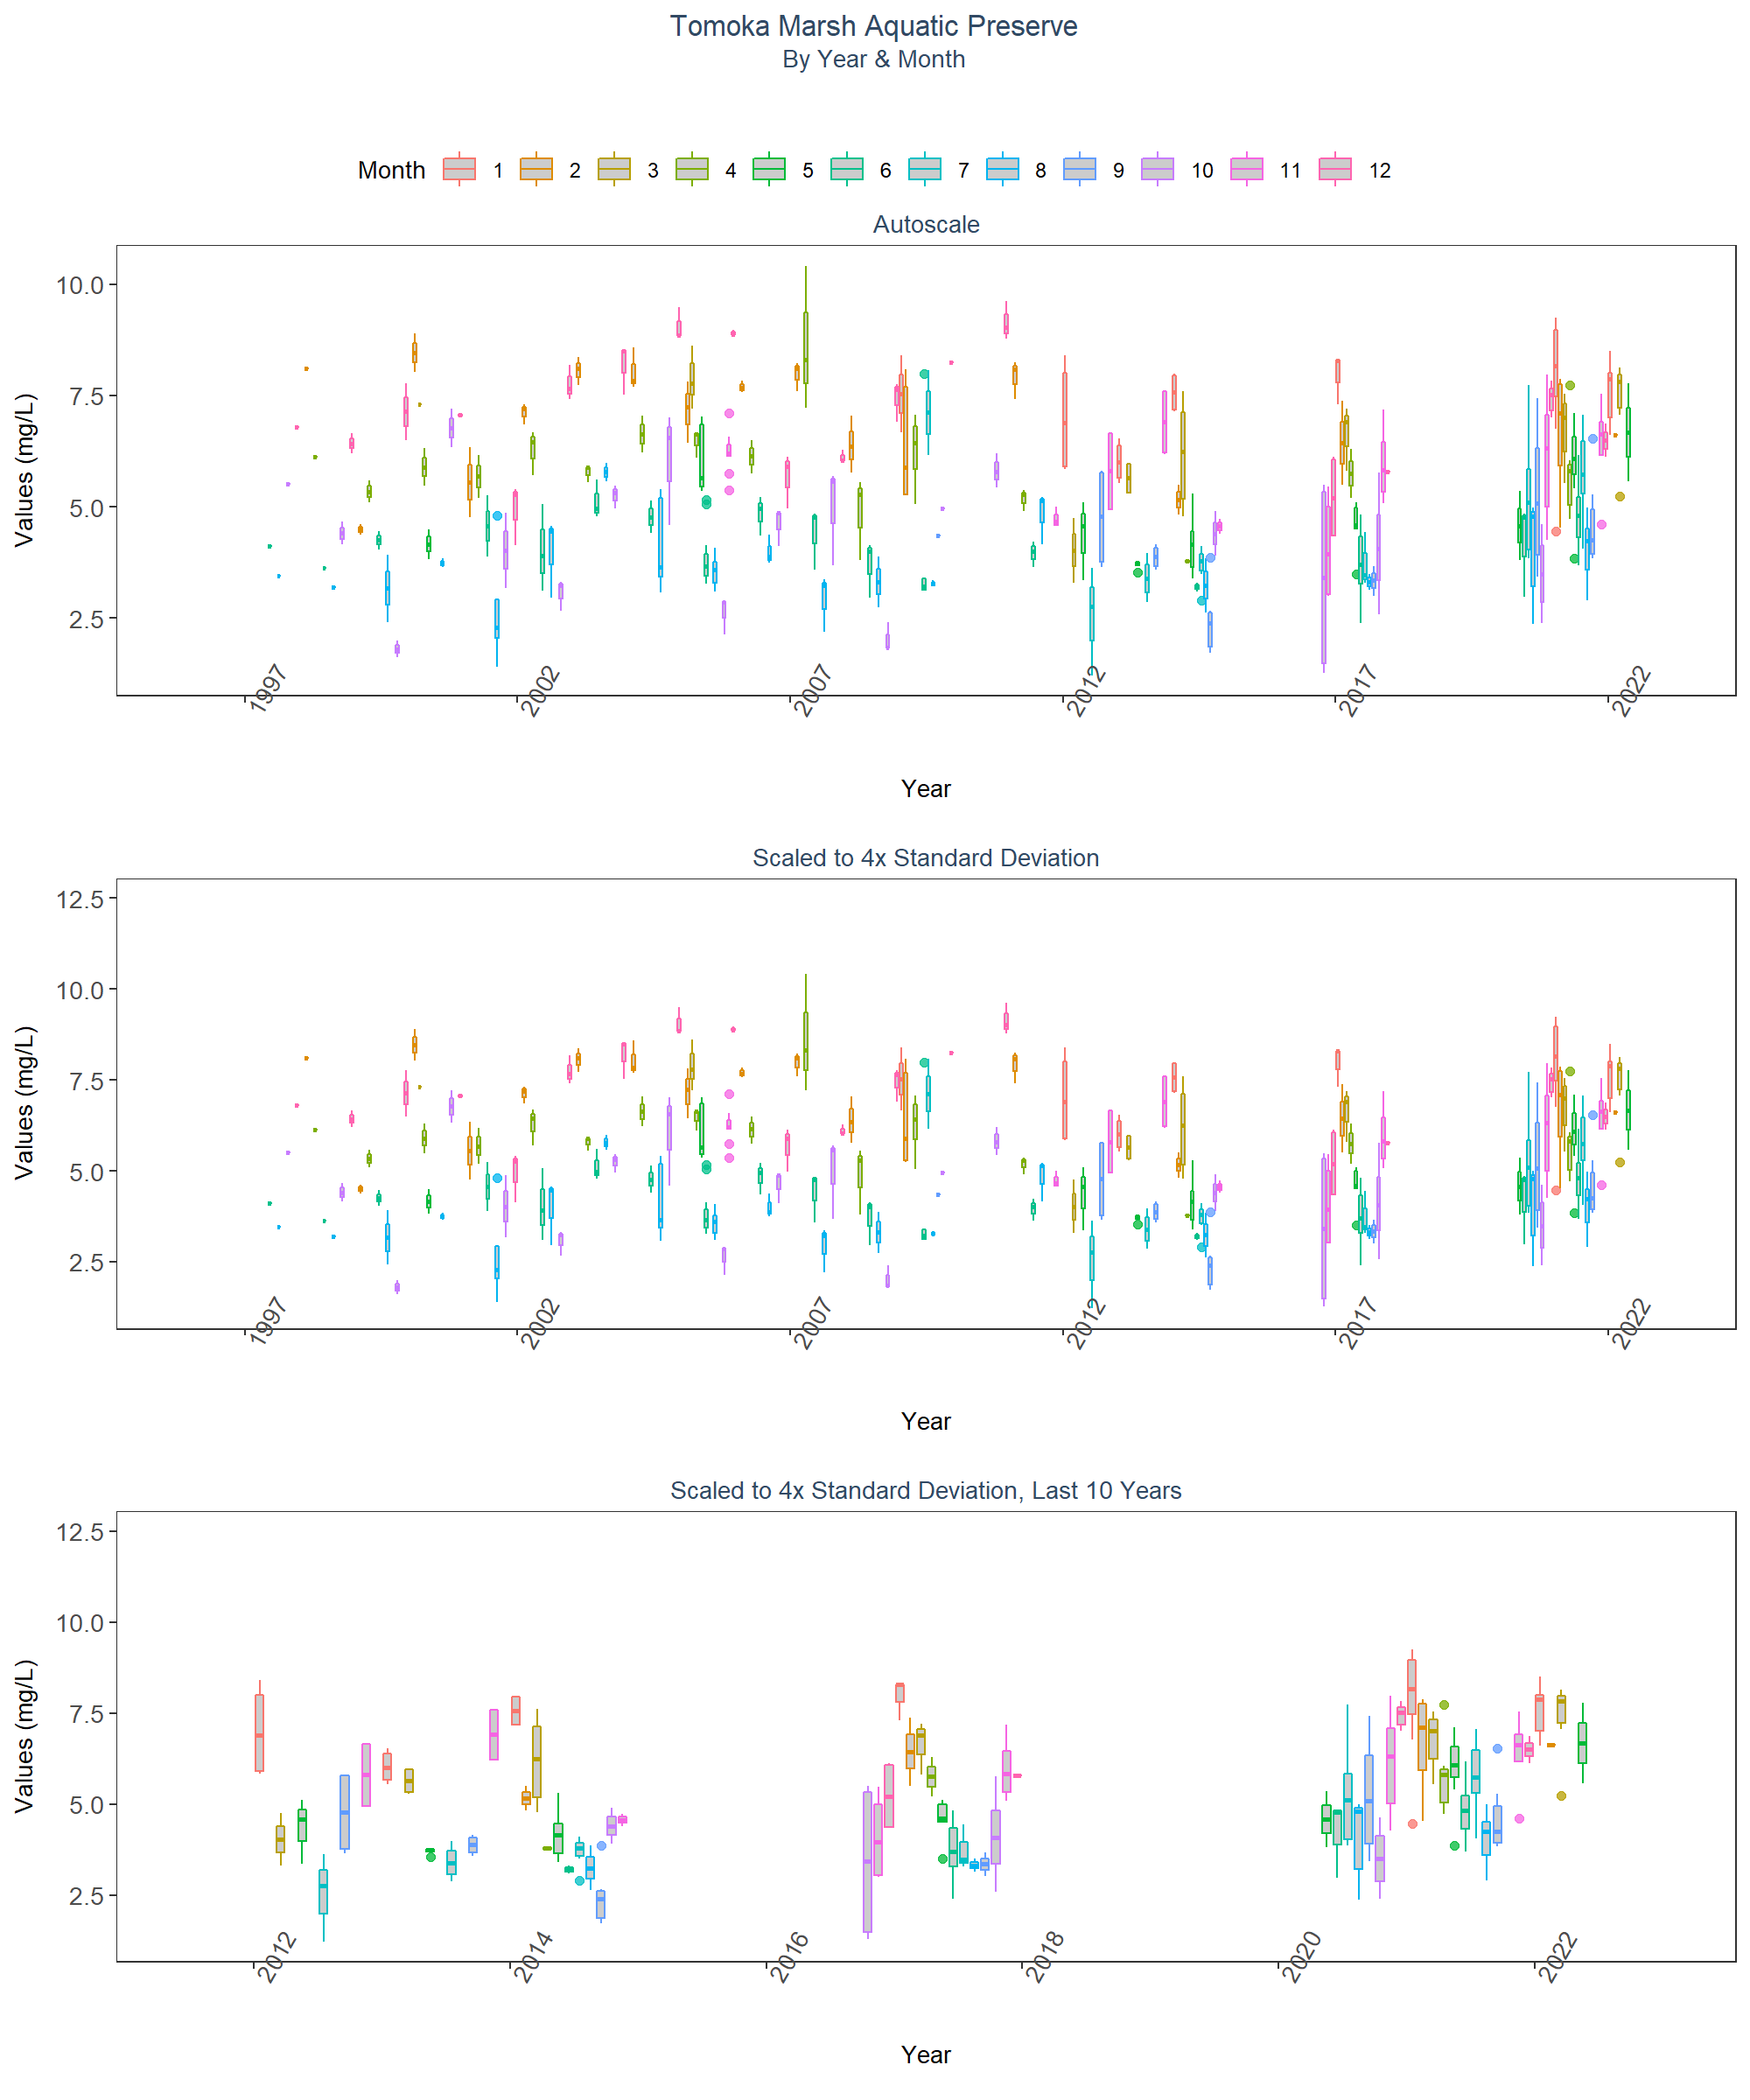 Tomoka Marsh Aquatic Preserve
By Year & Month
Month 1 2 3 4 5 6 7 8 9 10 11 12
Autoscale
Values (mg/L)
10.0
7.5
5.0
2.5
1997 2002 2007 2012 2017 2022
Year
Scaled to 4x Standard Deviation
Values (mg/L)
12.5
10.0
7.5
5.0
2.5
1997 2002 2007 2012 2017 2022
Year
Scaled to 4x Standard Deviation, Last 10 Years
Values (mg/L)
12.5
10.0
7.5
5.0
2.5
2012 2014 2016 2018 2020 2022
Year